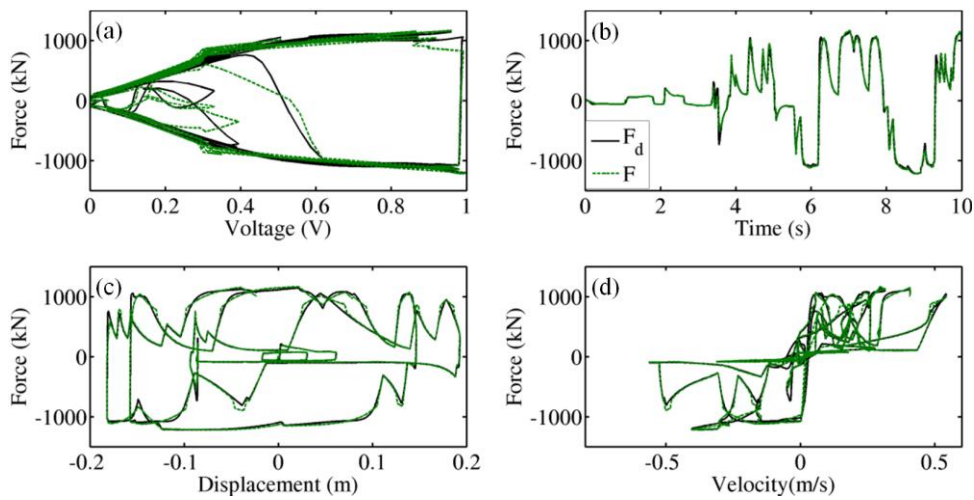 (a)
Force (kN)
1000
0
-1000
0 0.2 0.4 0.6 0.8 1
Voltage (V)
(b)
Force (kN)
1000
0
-1000
F_d
F
0 2 4 6 8 10
Time (s)
(c)
Force (kN)
1000
0
-1000
-0.2 -0.1 0 0.1 0.2
Displacement (m)
(d)
Force (kN)
1000
0
-1000
-0.5 0 0.5
Velocity(m/s)